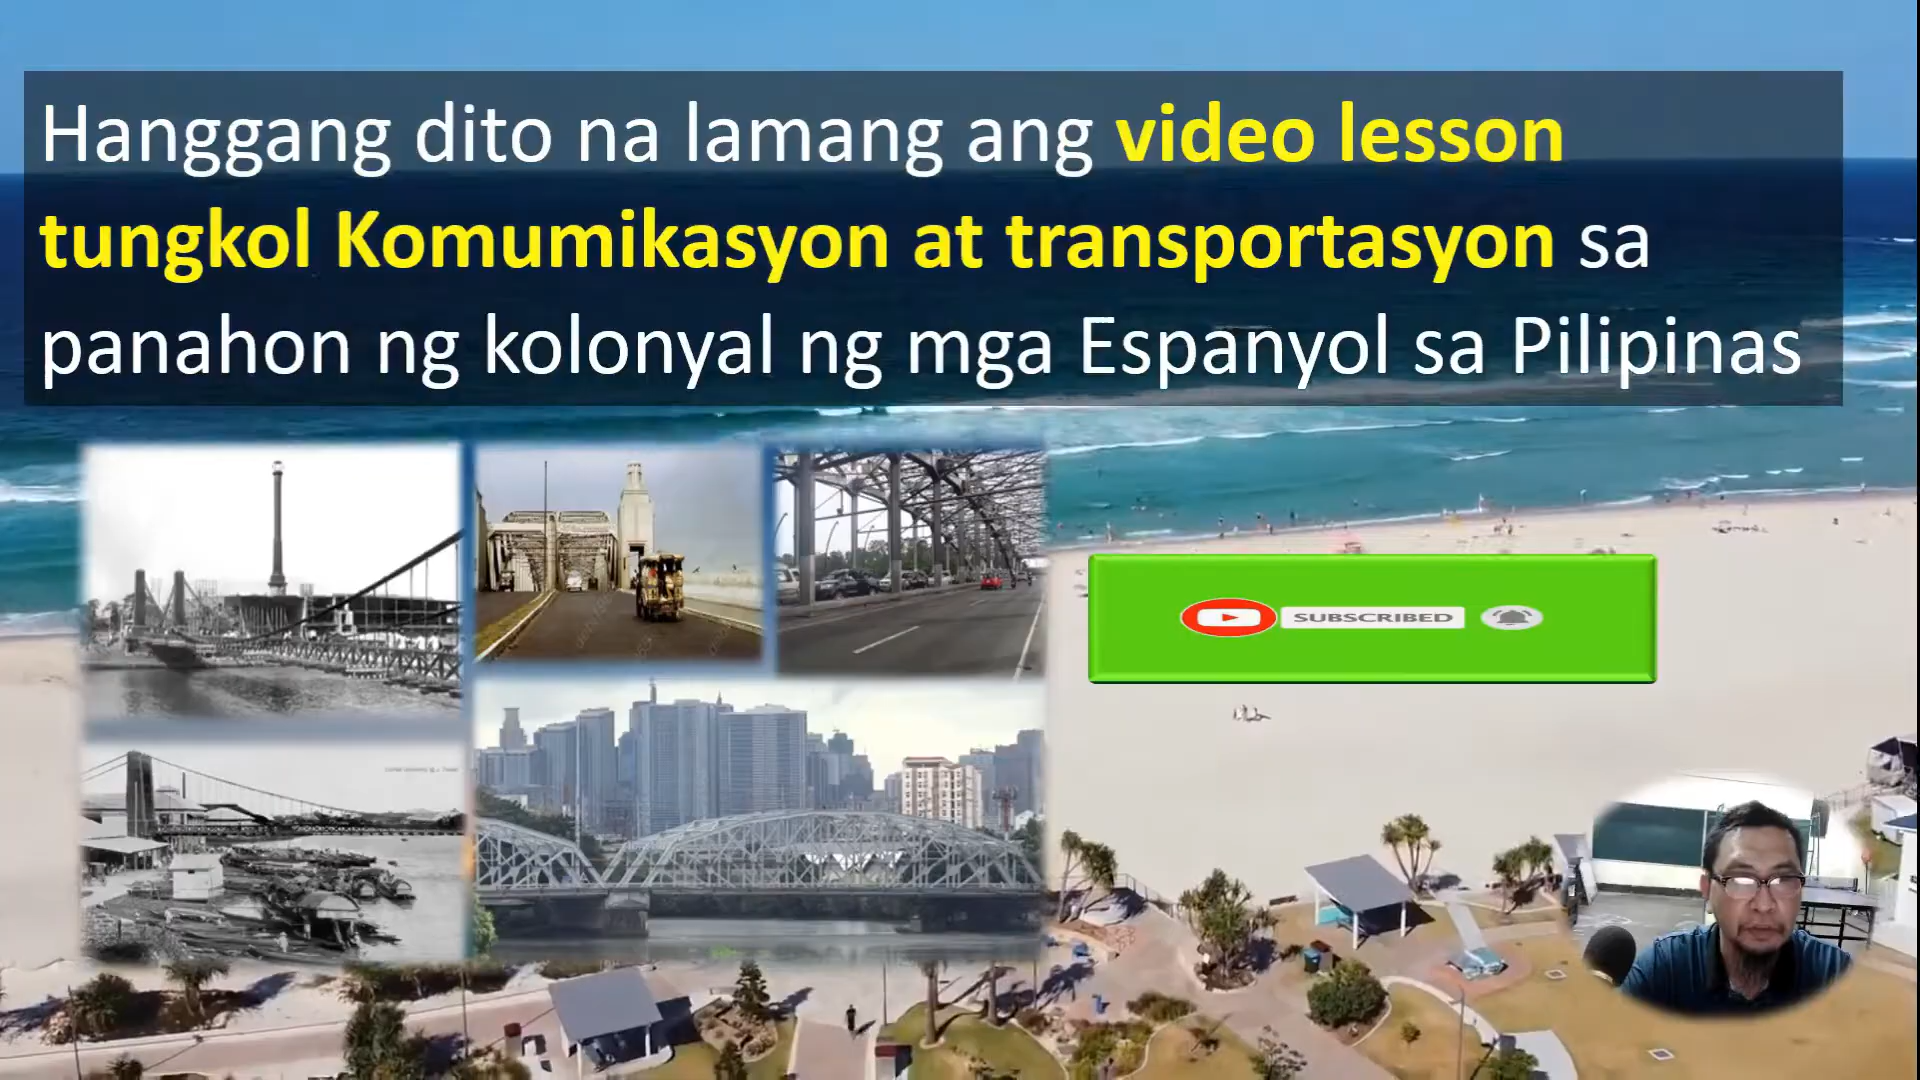 Hanggang dito na lamang ang video lesson
tungkol Komumikasyon at transportasyon sa
panahon ng kolonyal ng mga Espanyol sa Pilipinas
SUBSCRIBED